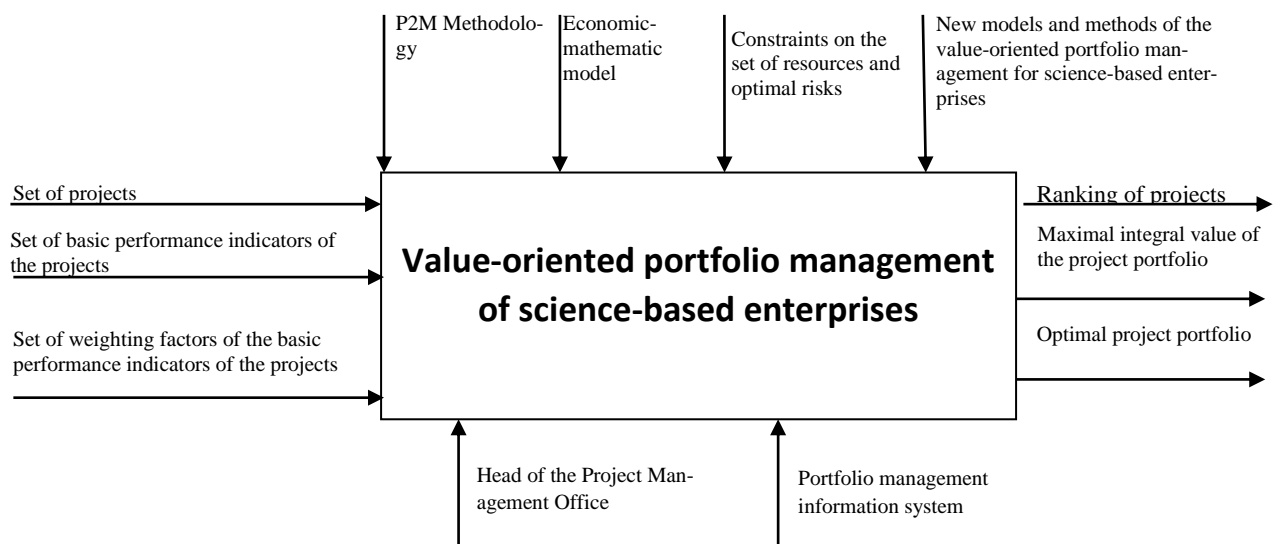 P2M Methodolo-
gy
Economic-
mathematic
model
Constraints on the
set of resources and
optimal risks
New models and methods of the
value-oriented portfolio man-
agement for science-based enter-
prises
Set of projects
Set of basic performance indicators of
the projects
Set of weighting factors of the basic
performance indicators of the projects
Value-oriented portfolio management
of science-based enterprises
Ranking of projects
Maximal integral value of
the project portfolio
Optimal project portfolio
Head of the Project Man-
agement Office
Portfolio management
information system